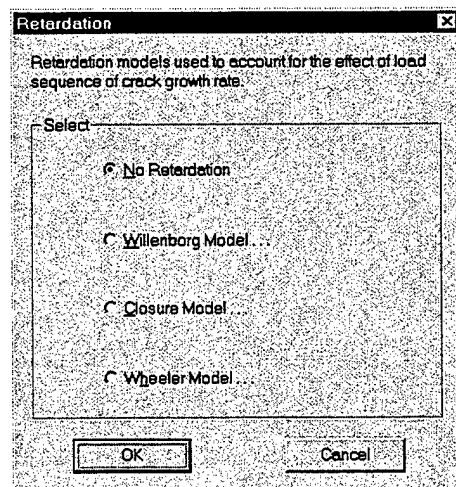 Retardation
Retardation models used to account for the effect of load
sequence of crack growth rate.
Select
No Retardation
Willenborg Model . . .
Closure Model . . .
Wheeler Model . . .
OK
Cancel